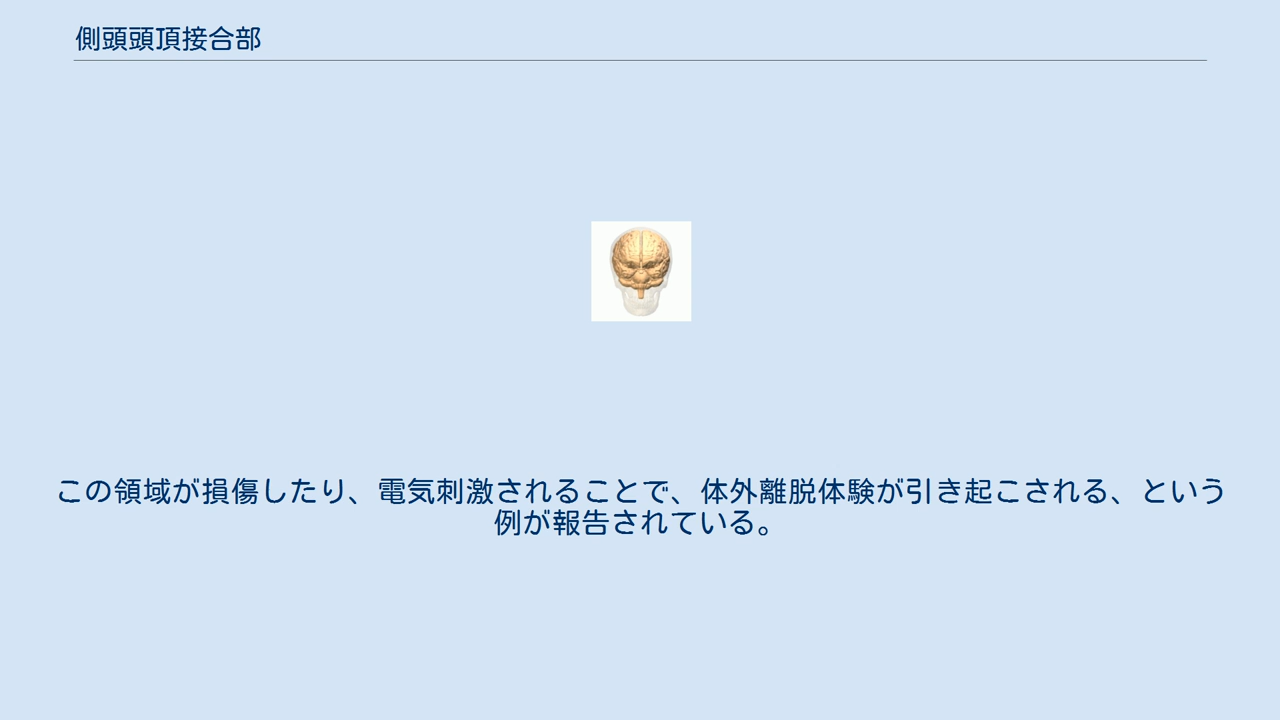 側頭頭頂接合部
この領域が損傷したり、電気刺激されることで、体外離脱体験が引き起こされる、という
例が報告されている。